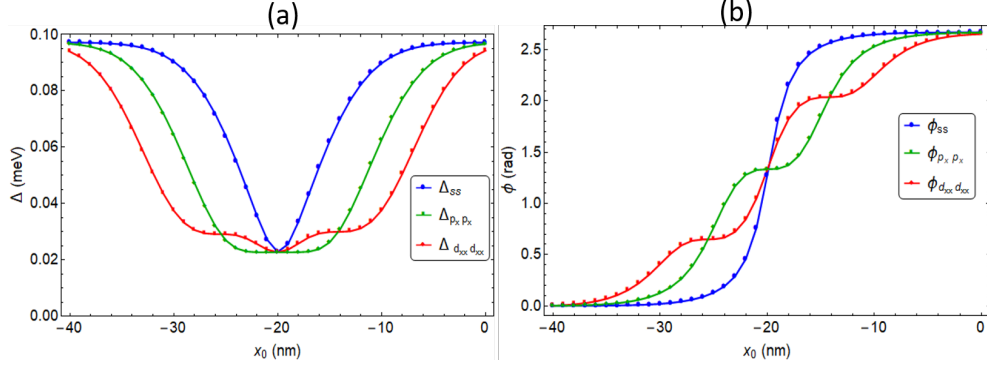 (a)
0.10
0.08
0.06
0.04
0.02
0.00
Δ (meV)
Δss
Δpx px
Δ dxx dxx
−40 −30 −20 −10 0
x0 (nm)
(b)
2.5
2.0
1.5
1.0
0.5
0.0
ϕ (rad)
ϕss
ϕpx px
ϕdxx dxx
−40 −30 −20 −10 0
x0 (nm)